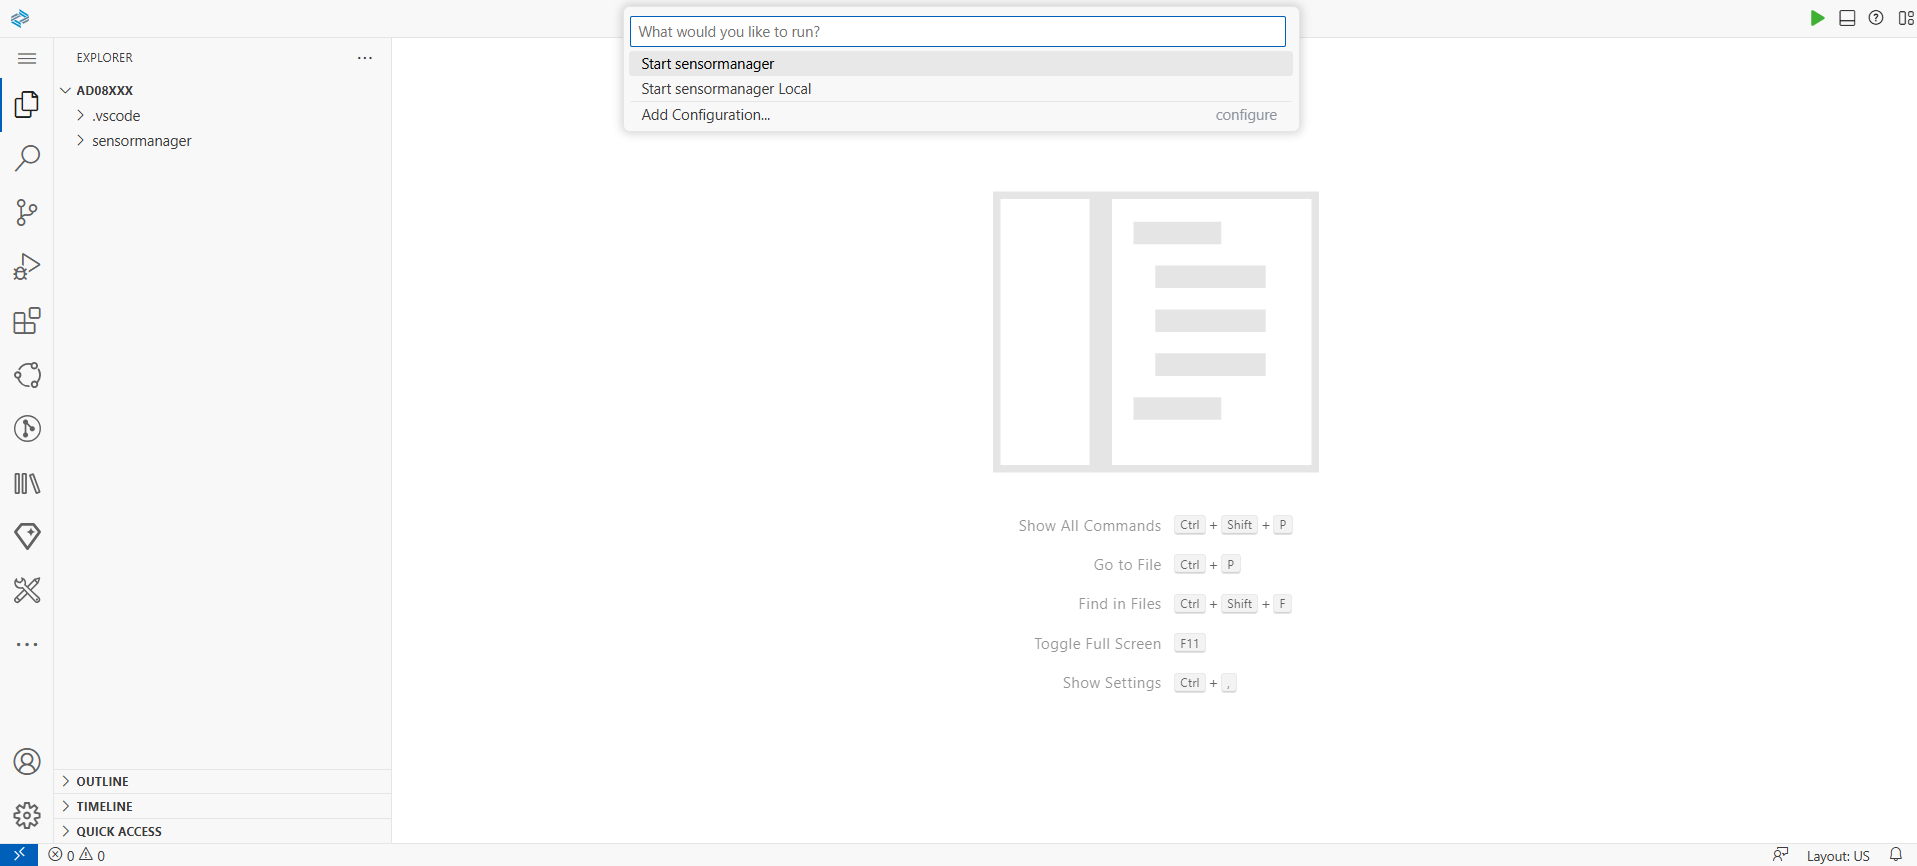 What would you like to run?
Start sensormanager
Start sensormanager Local
Add Configuration... configure
EXPLORER
AD08XXX
.vscode
sensormanager
Show All Commands Ctrl + Shift + P
Go to File Ctrl + P
Find in Files Ctrl + Shift + F
Toggle Full Screen F11
Show Settings Ctrl + ,
OUTLINE
TIMELINE
QUICK ACCESS
0 0 Layout: US